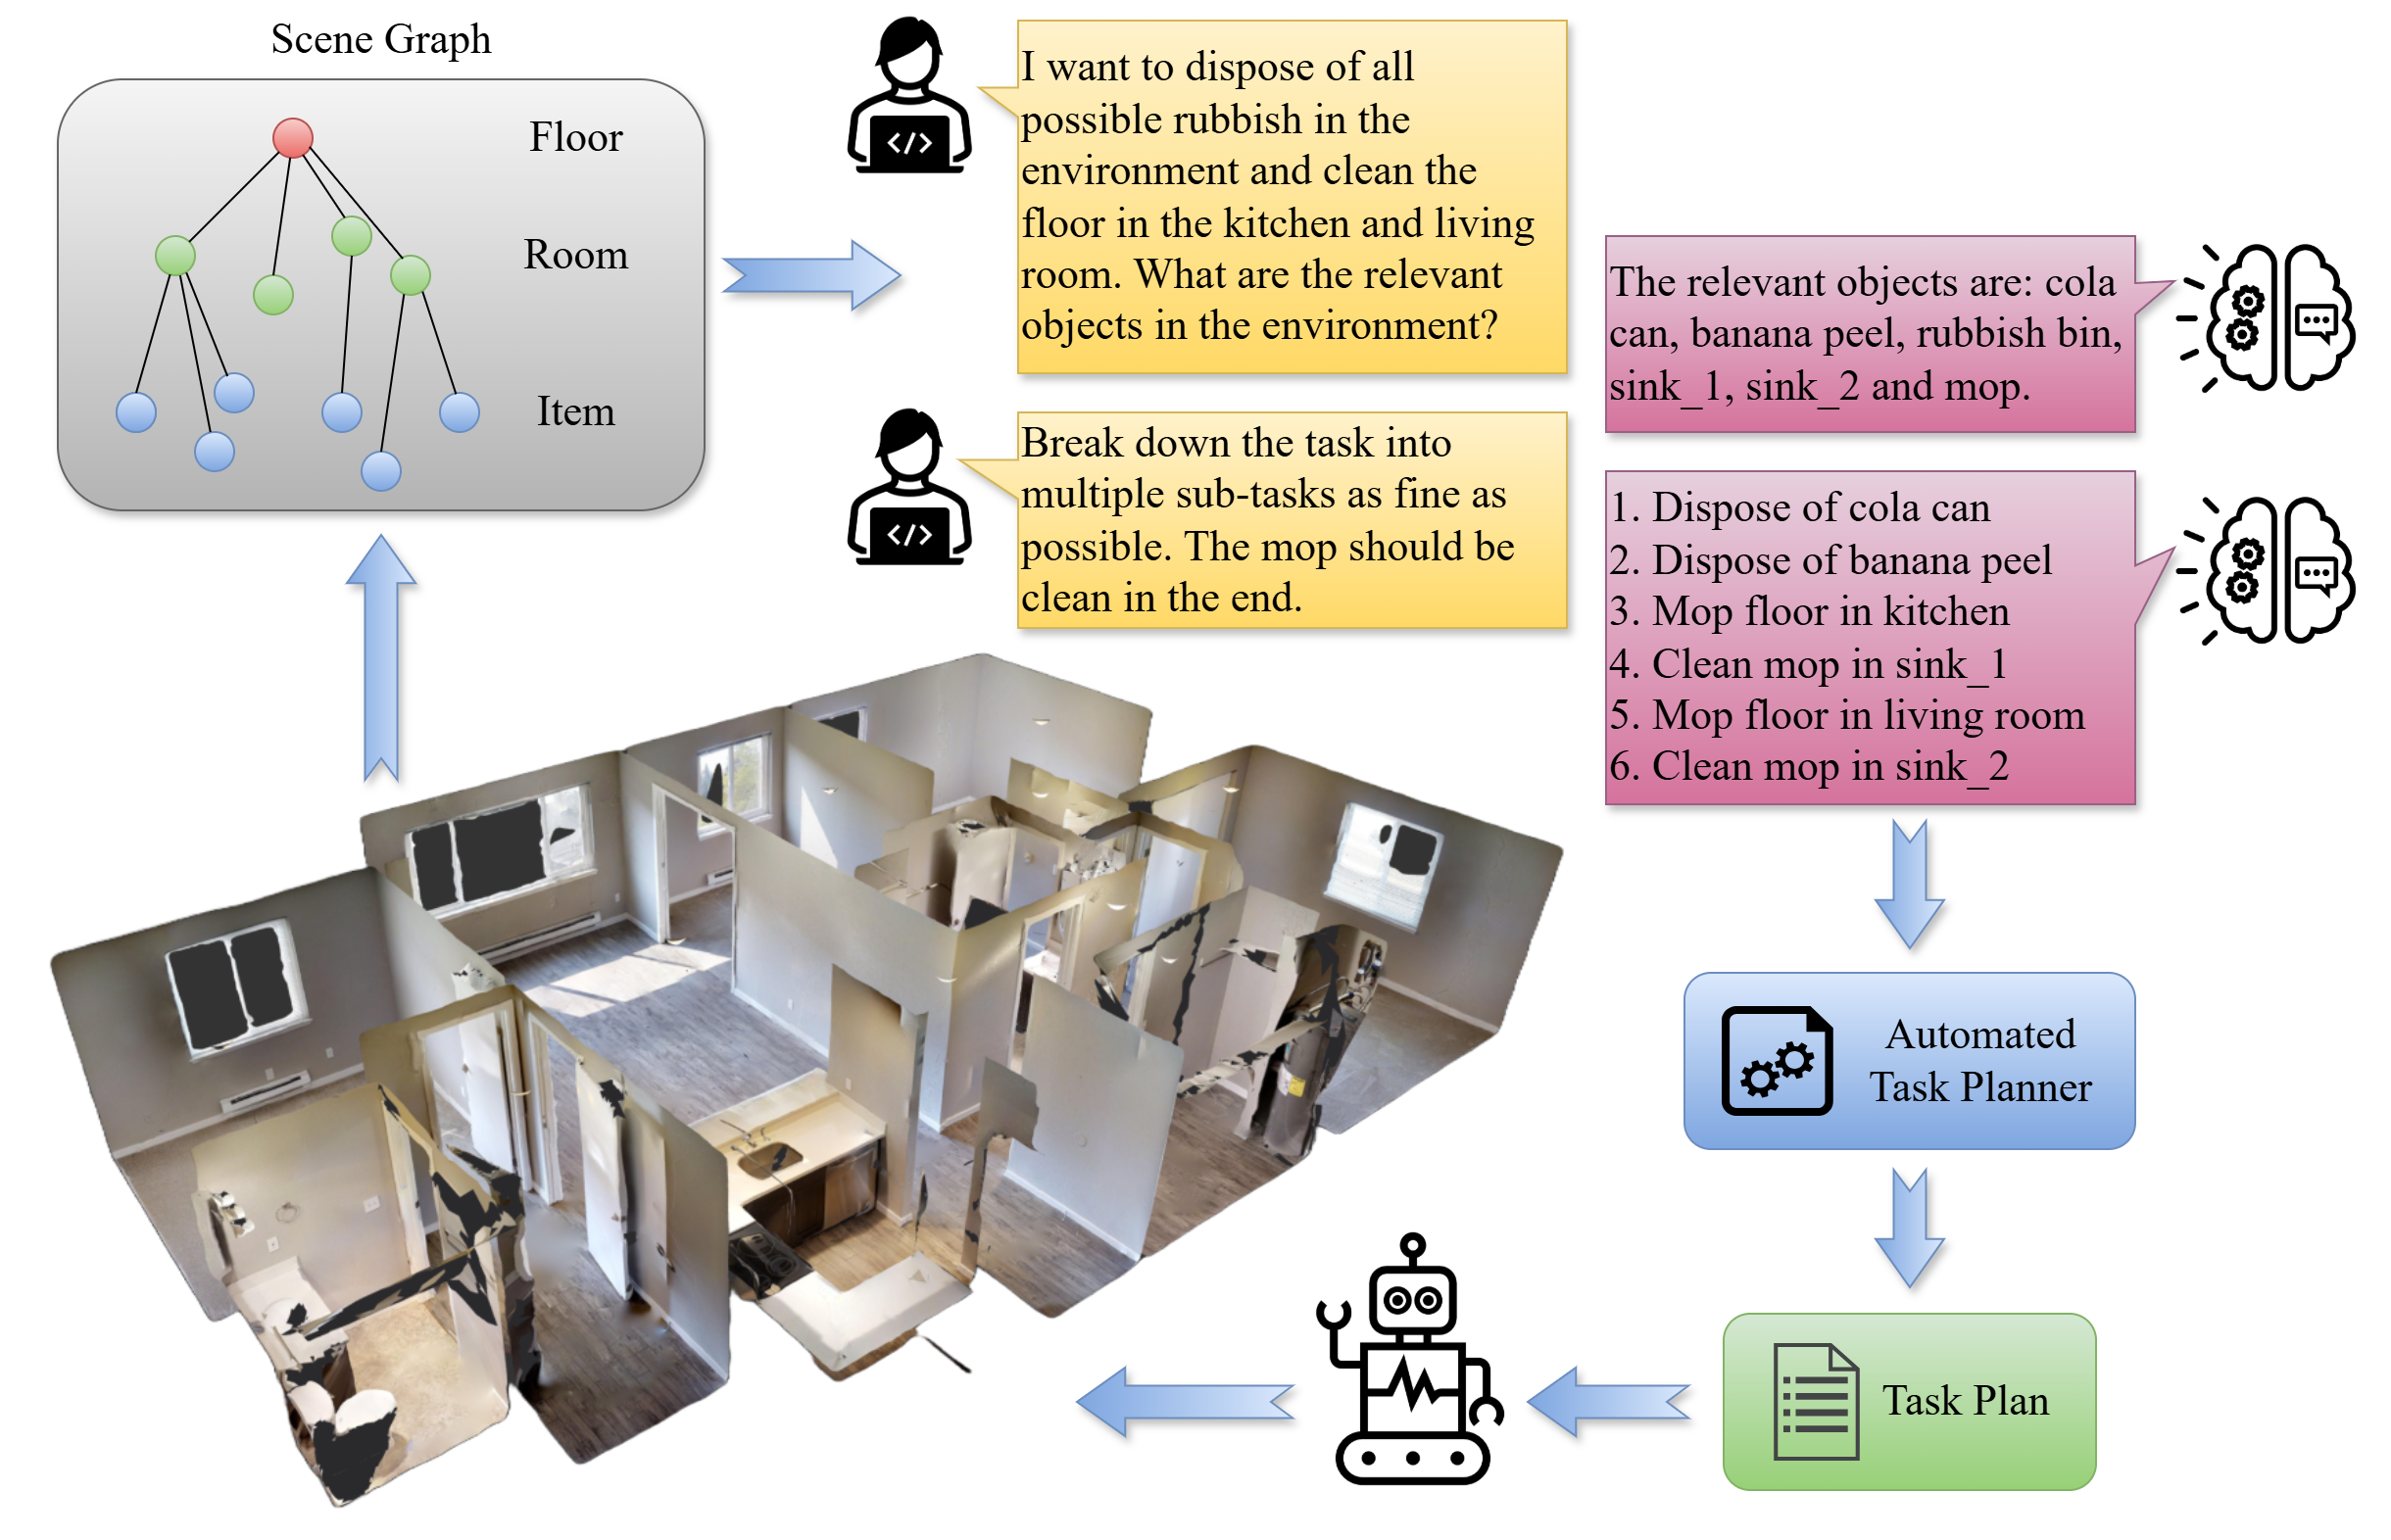 Scene Graph
Floor
Room
Item
I want to dispose of all
possible rubbish in the
environment and clean the
floor in the kitchen and living
room. What are the relevant
objects in the environment?
Break down the task into
multiple sub-tasks as fine as
possible. The mop should be
clean in the end.
The relevant objects are: cola
can, banana peel, rubbish bin,
sink_1, sink_2 and mop.
1. Dispose of cola can
2. Dispose of banana peel
3. Mop floor in kitchen
4. Clean mop in sink_1
5. Mop floor in living room
6. Clean mop in sink_2
Automated
Task Planner
Task Plan